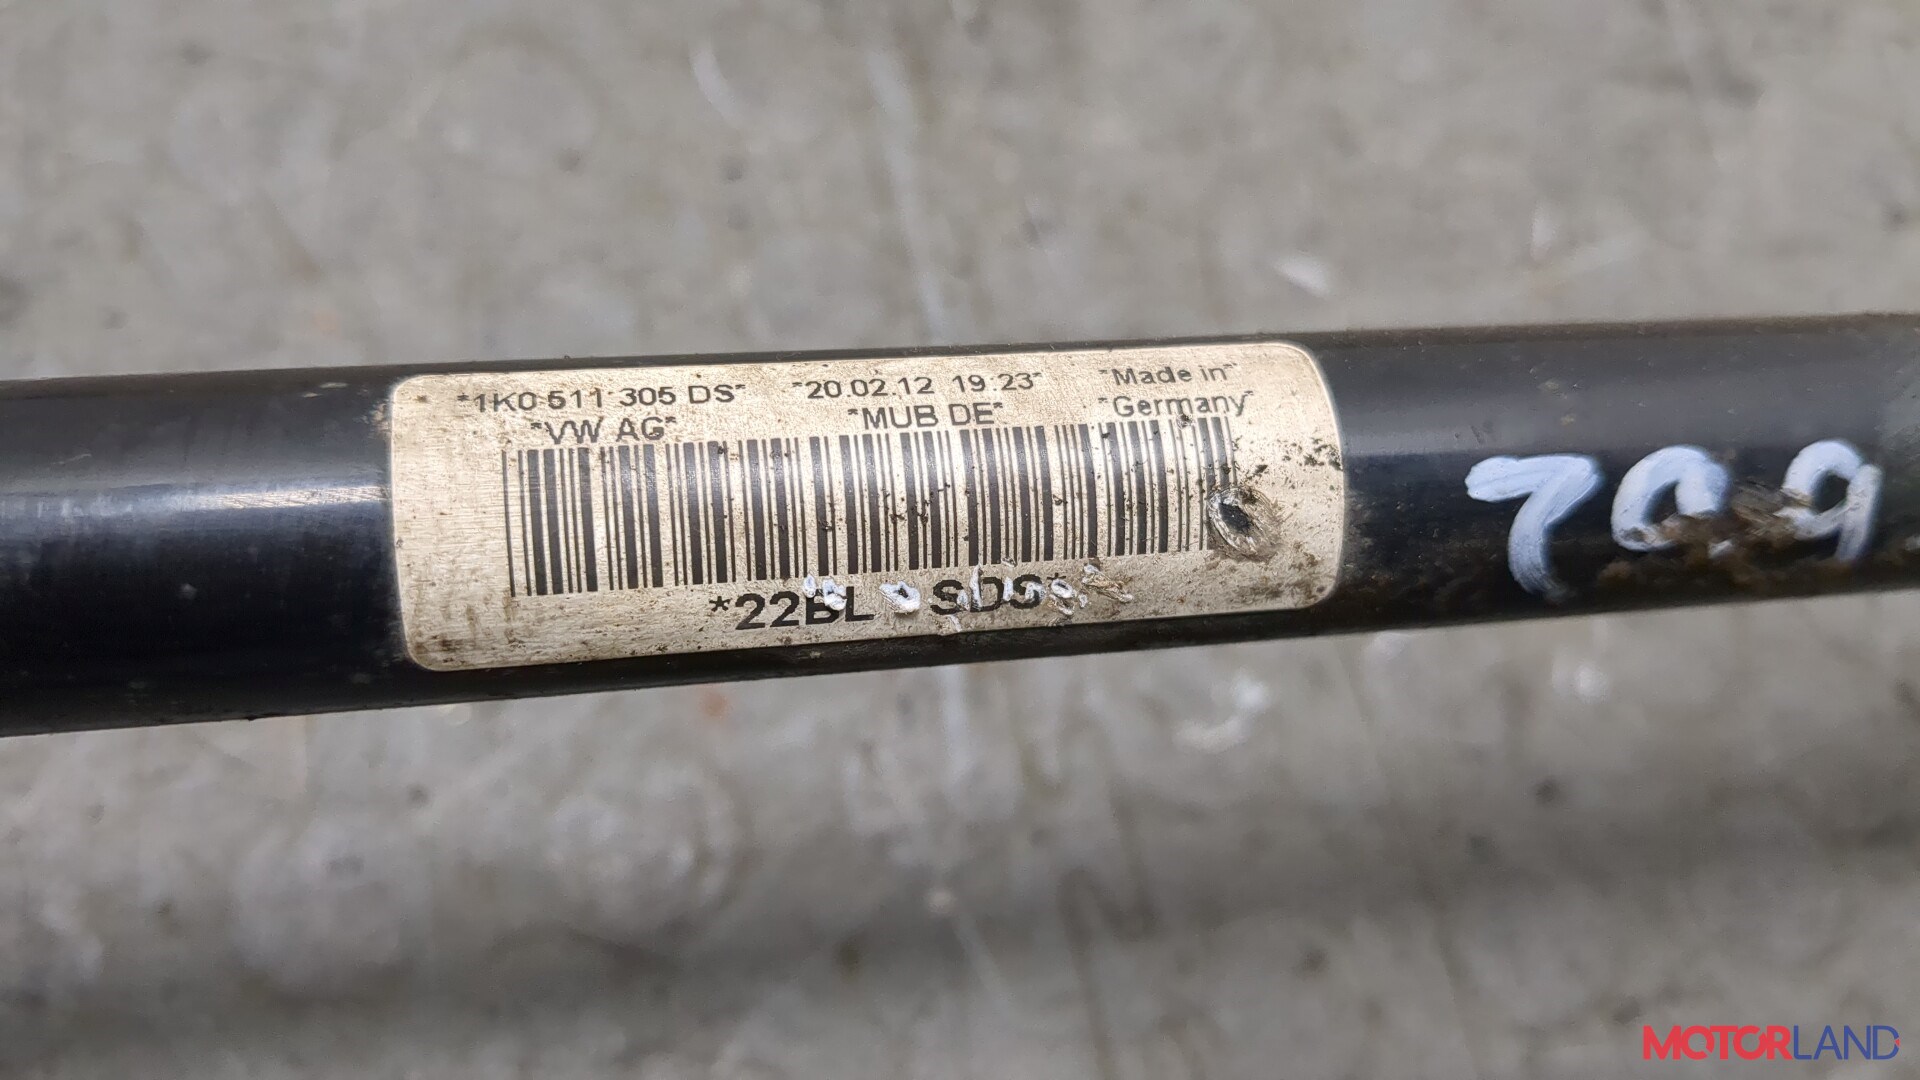 *1K0 511 305 DS* *20.02.12 19.23* *Made in*
*VW AG* *MUB DE* *Germany*
*22BL SDS*
709
MOTORLAND